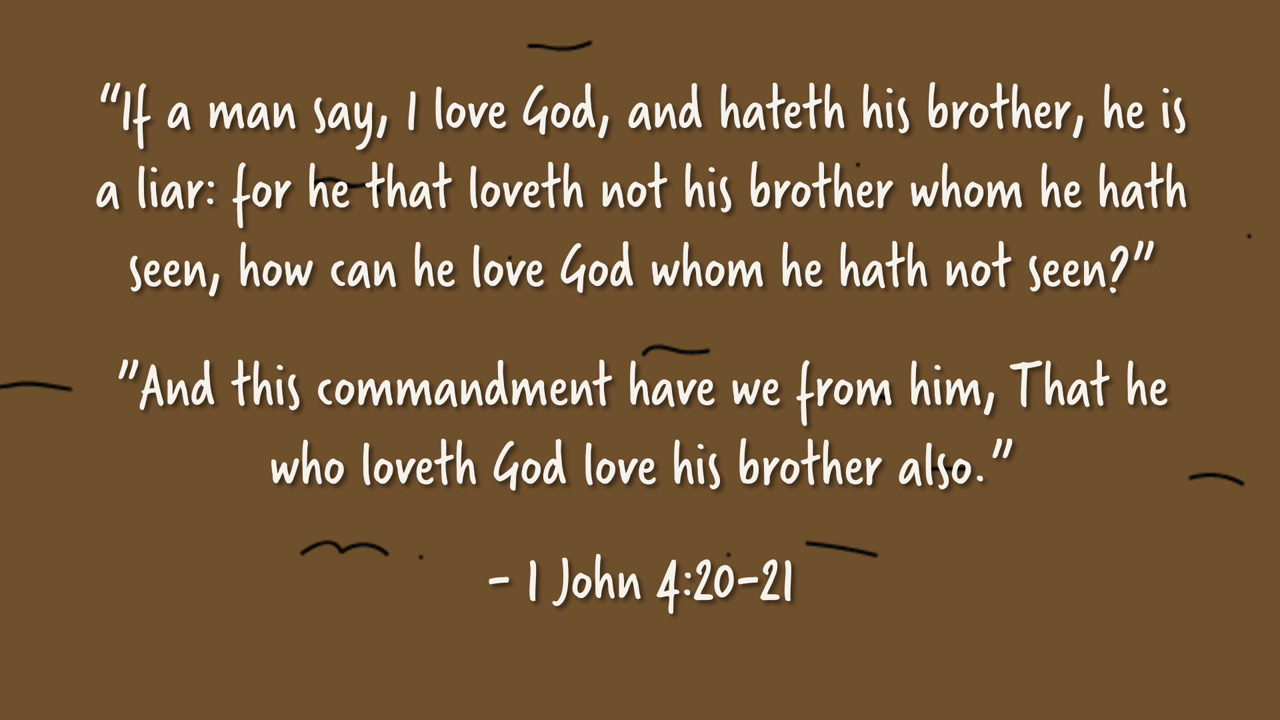 “If a man say, I love God, and hateth his brother, he is
a liar: for he that loveth not his brother whom he hath
seen, how can he love God whom he hath not seen?”
”And this commandment have we from him, That he
who loveth God love his brother also.”
- 1 John 4:20-21